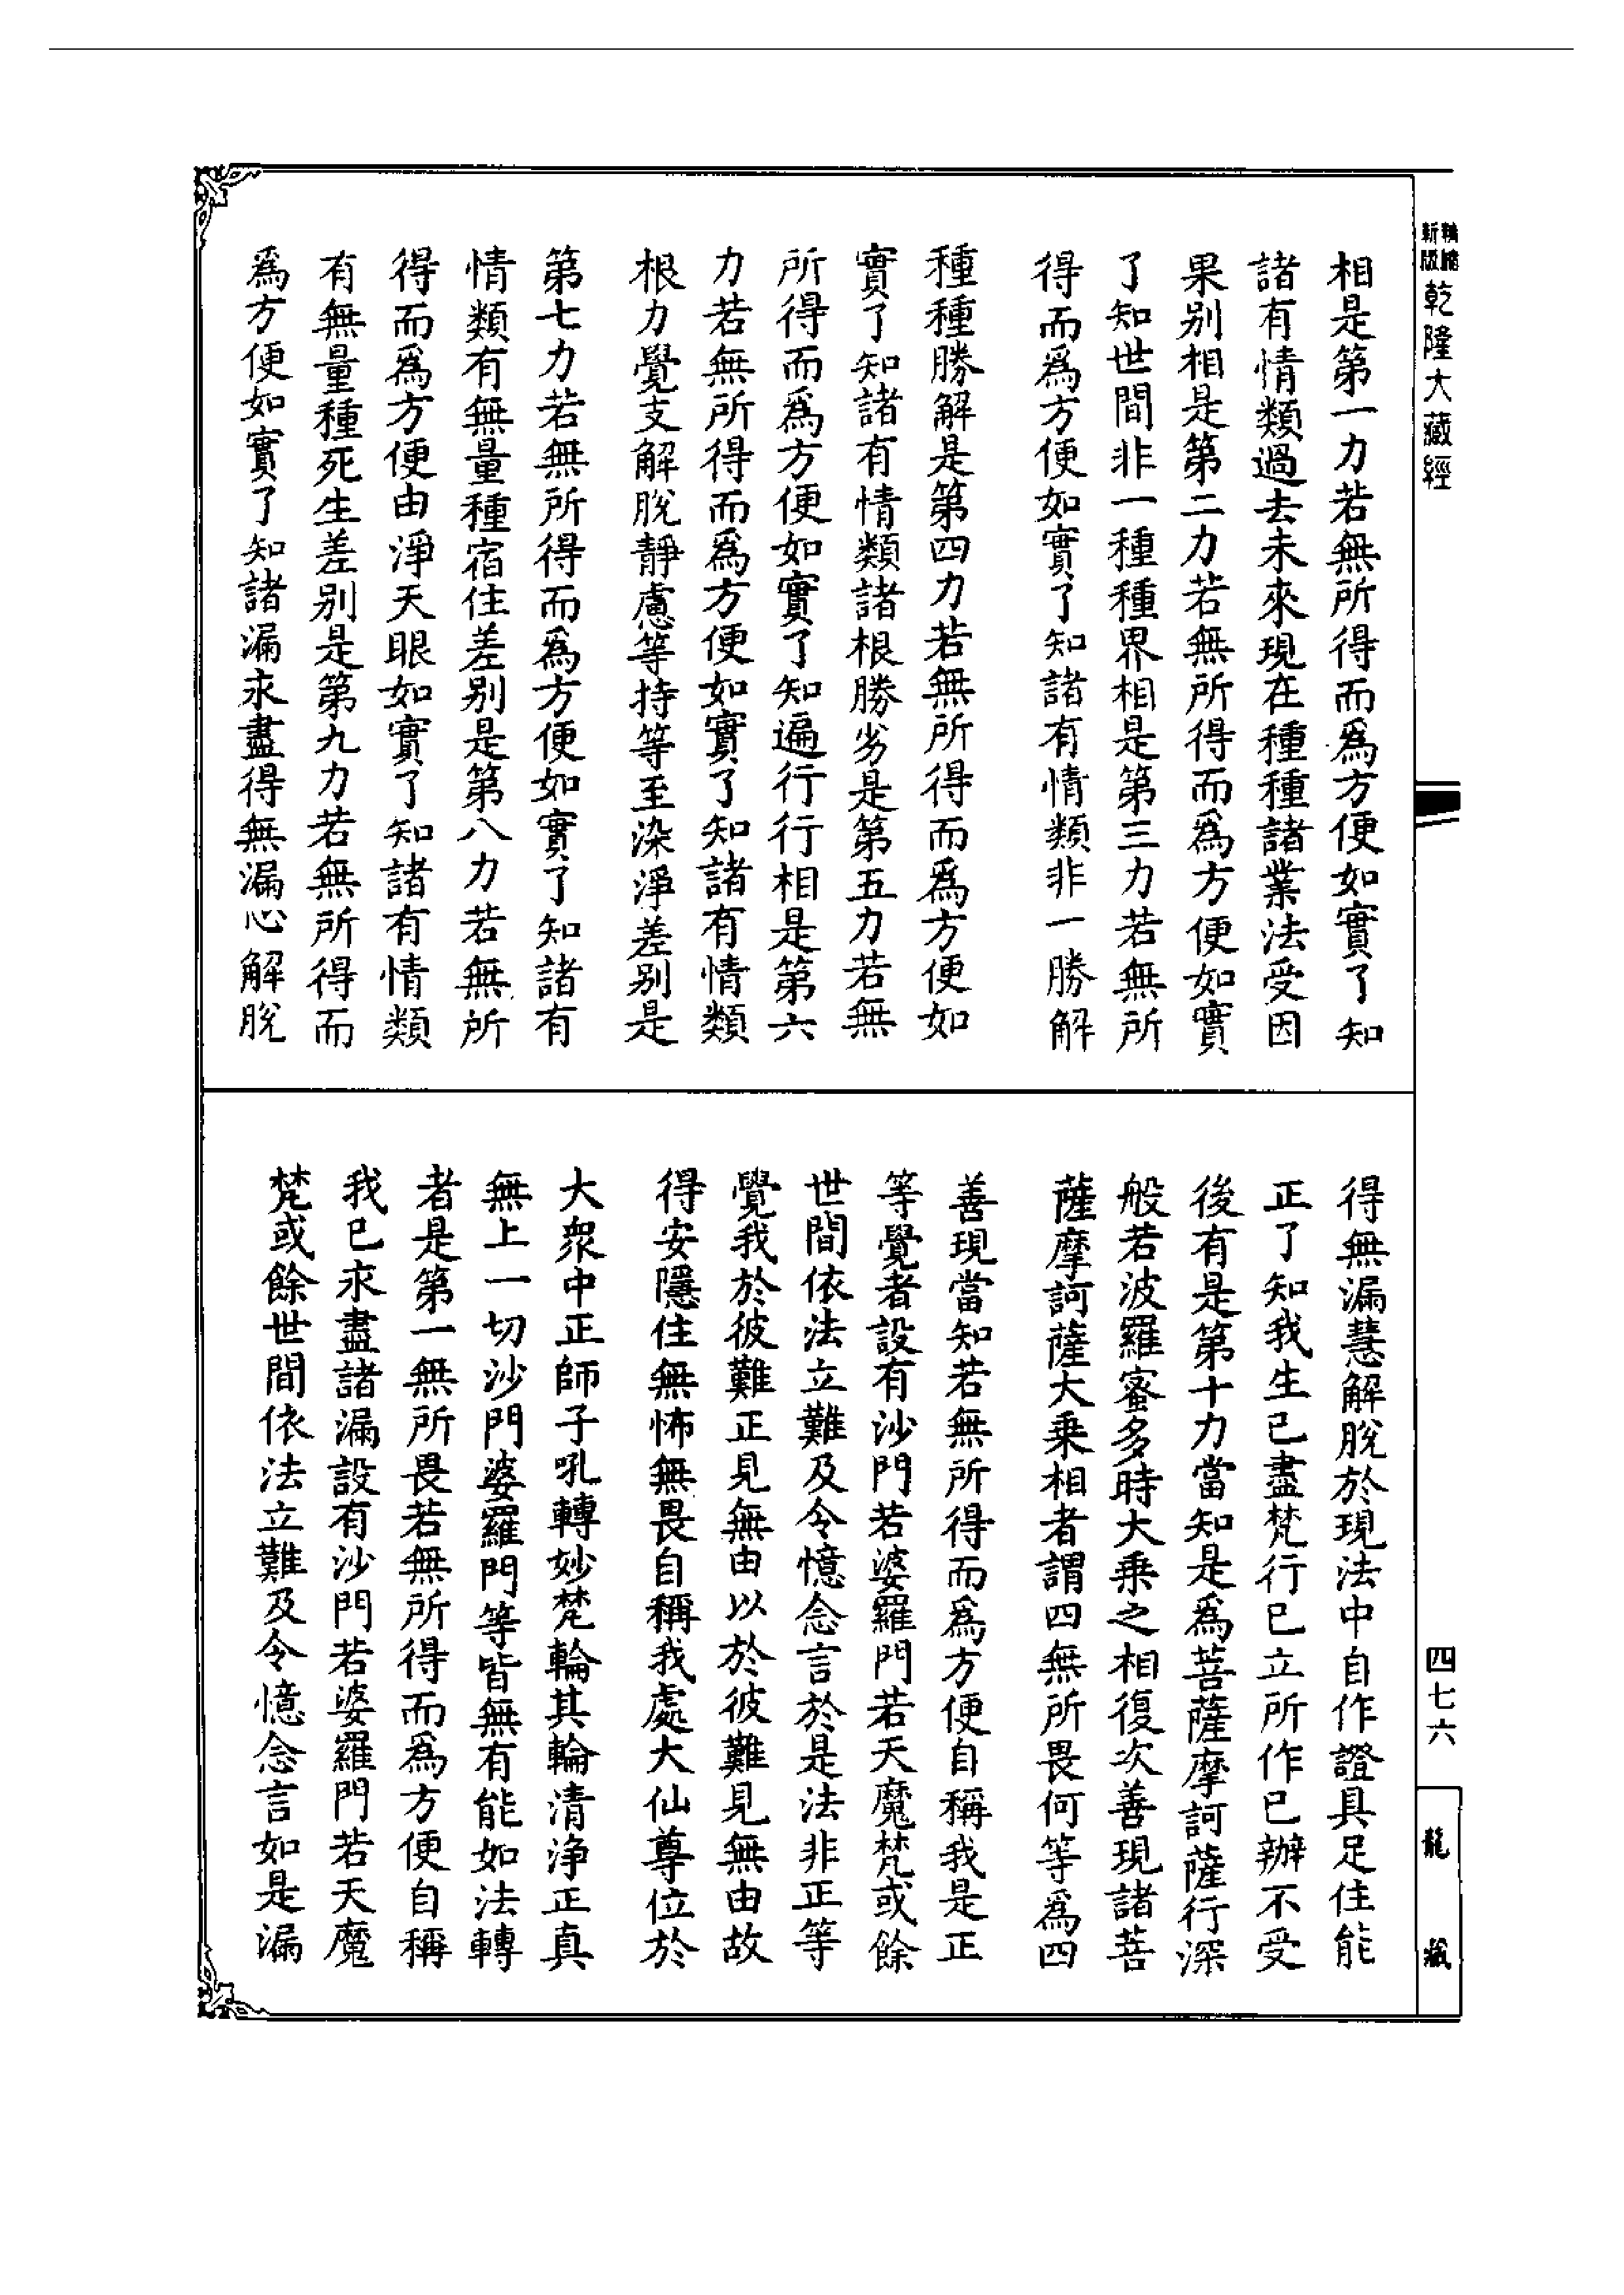 新版
乾隆大藏經
四七六
龍藏
相是第一力若無所得而爲方便如實了知
諸有情類過去未來現在種種諸業法受因
果別相是第二力若無所得而爲方便如實
了知世間非一種種界相是第三力若無所
得而爲方便如實了知諸有情類非一勝解
種種勝解是第四力若無所得而爲方便如
實了知諸有情類諸根勝劣是第五力若無
所得而爲方便如實了知遍行行相是第六
力若無所得而爲方便如實了知諸有情類
根力覺支解脫靜慮等持等至染淨差別是
第七力若無所得而爲方便如實了知諸有
情類有無量種宿住差別是第八力若無所
得而爲方便由淨天眼如實了知諸有情類
有無量種死生差別是第九力若無所得而
爲方便如實了知諸漏永盡得無漏心解脫
得無漏慧解脫於現法中自作證具足住能
正了知我生已盡梵行已立所作已辦不受
後有是第十力當知是爲菩薩摩訶薩行深
般若波羅蜜多時大乗之相復次善現諸菩
薩摩訶薩大乗相者謂四無所畏何等爲四
善現當知若無所得而爲方便自稱我是正
等覺者設有沙門若婆羅門若天魔梵或餘
世間依法立難及令憶念言於是法非正等
覺我於彼難正見無由以於彼難見無由故
得安隱住無怖無畏自稱我處大仙尊位於
大衆中正師子吼轉妙梵輪其輪清淨正真
無上一切沙門婆羅門等皆無有能如法轉
者是第一無所畏若無所得而爲方便自稱
我已永盡諸漏設有沙門若婆羅門若天魔
梵或餘世間依法立難及令憶念言如是漏